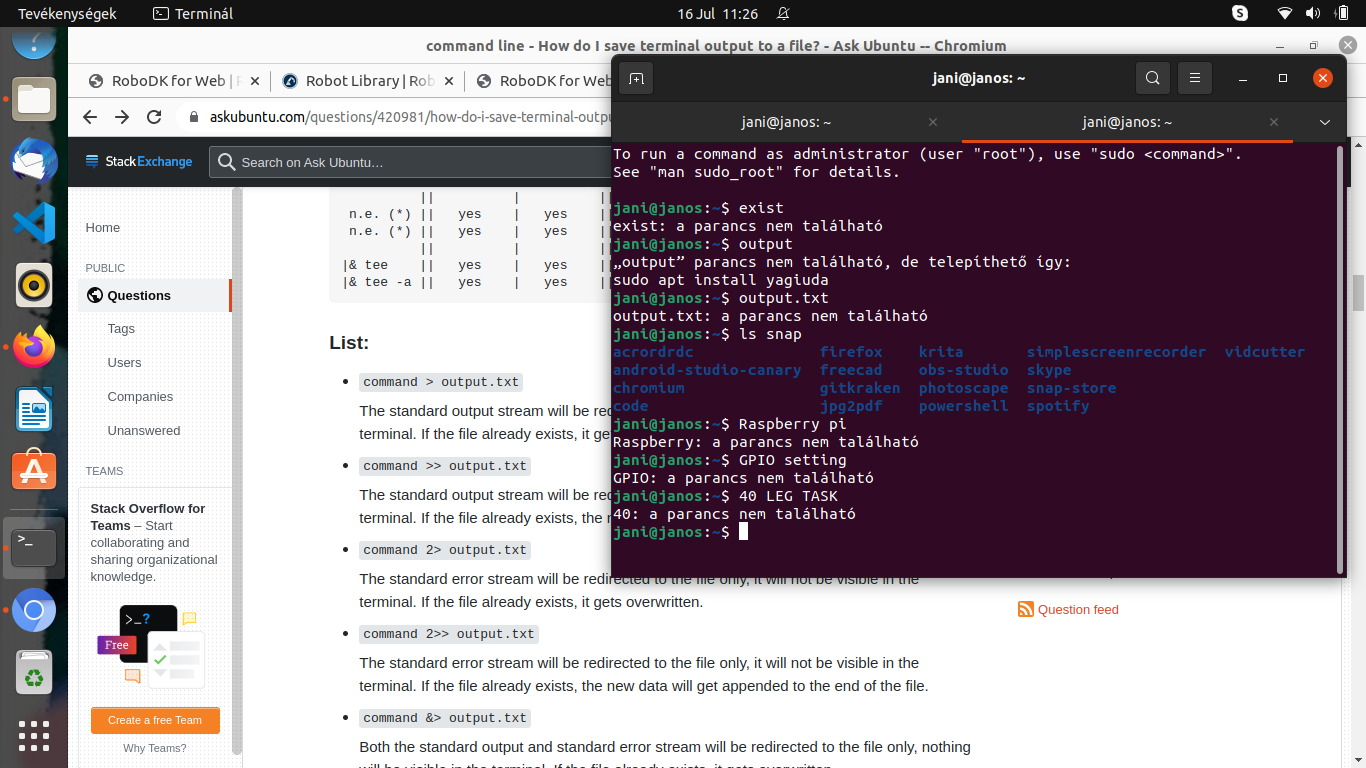 Tevékenységek
Terminál
16 Jul 11:26
S
command line - How do I save terminal output to a file? - Ask Ubuntu -- Chromium
RoboDK for Web |
Robot Library | Rob
RoboDK for Web
askubuntu.com/questions/420981/how-do-i-save-terminal-outpu
StackExchange
Search on Ask Ubuntu…
Home
PUBLIC
Questions
Tags
Users
Companies
Unanswered
TEAMS
Stack Overflow for
Teams – Start
collaborating and
sharing organizational
knowledge.
>_?
Free
Create a free Team
Why Teams?
|| | ||
n.e. (*) || yes | yes ||
n.e. (*) || yes | yes ||
|| | ||
|& tee || yes | yes ||
|& tee -a || yes | yes ||
List:
command > output.txt
The standard output stream will be red
terminal. If the file already exists, it ge
command >> output.txt
The standard output stream will be red
terminal. If the file already exists, the n
command 2> output.txt
The standard error stream will be redirected to the file only, it will not be visible in the
terminal. If the file already exists, it gets overwritten.
command 2>> output.txt
The standard error stream will be redirected to the file only, it will not be visible in the
terminal. If the file already exists, the new data will get appended to the end of the file.
command &> output.txt
Both the standard output and standard error stream will be redirected to the file only, nothing
will be visible in the terminal. If the file already exists, it gets overwritten.
Question feed
jani@janos: ~
jani@janos: ~
jani@janos: ~
To run a command as administrator (user "root"), use "sudo <command>".
See "man sudo_root" for details.
jani@janos:~$ exist
exist: a parancs nem található
jani@janos:~$ output
„output” parancs nem található, de telepíthető így:
sudo apt install yagiuda
jani@janos:~$ output.txt
output.txt: a parancs nem található
jani@janos:~$ ls snap
acrordrdc firefox krita simplescreenrecorder vidcutter
android-studio-canary freecad obs-studio skype
chromium gitkraken photoscape snap-store
code jpg2pdf powershell spotify
jani@janos:~$ Raspberry pi
Raspberry: a parancs nem található
jani@janos:~$ GPIO setting
GPIO: a parancs nem található
jani@janos:~$ 40 LEG TASK
40: a parancs nem található
jani@janos:~$